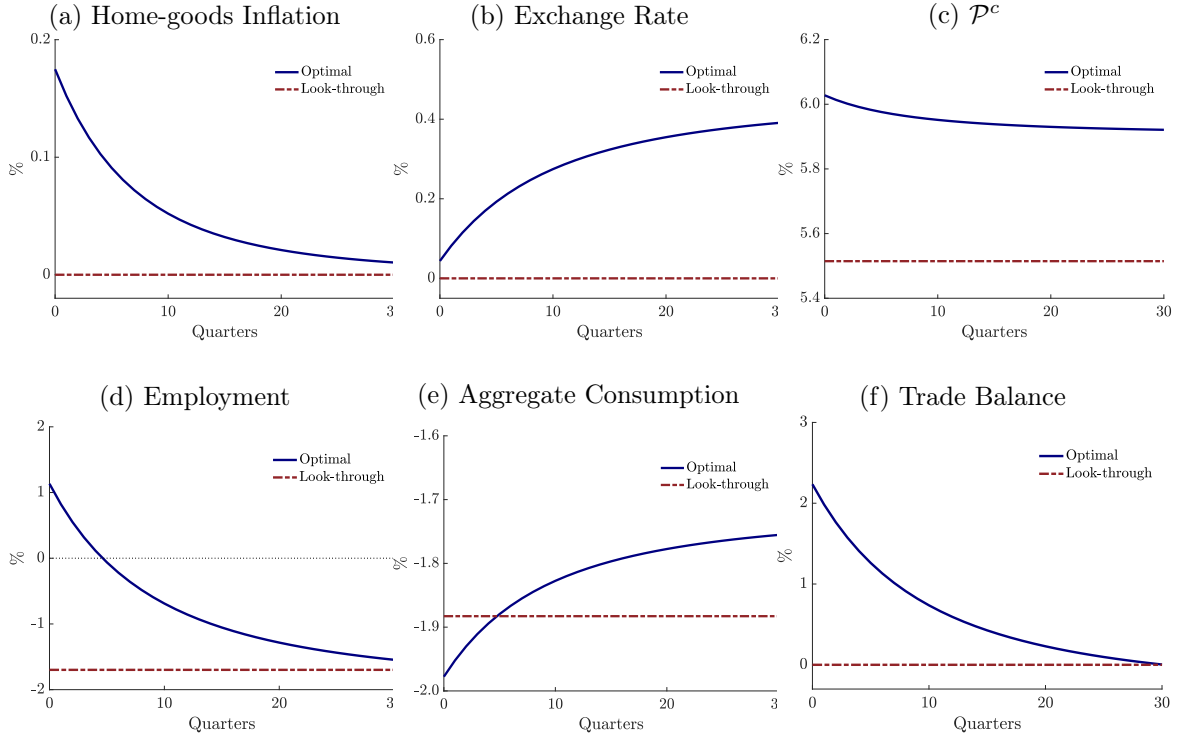 (a) Home-goods Inflation
0.2
0.1
0
%
0
10
20
3
Quarters
Optimal
Look-through
(b) Exchange Rate
0.6
0.4
0.2
0
%
0
10
20
3
Quarters
Optimal
Look-through
(c) 𝒫ᶜ
6.2
6.0
5.8
5.6
5.4
%
0
10
20
30
Quarters
Optimal
Look-through
(d) Employment
2
1
0
-1
-2
%
0
10
20
3
Quarters
Optimal
Look-through
(e) Aggregate Consumption
-1.6
-1.7
-1.8
-1.9
-2.0
%
0
10
20
3
Quarters
Optimal
Look-through
(f) Trade Balance
3
2
1
0
%
0
10
20
30
Quarters
Optimal
Look-through